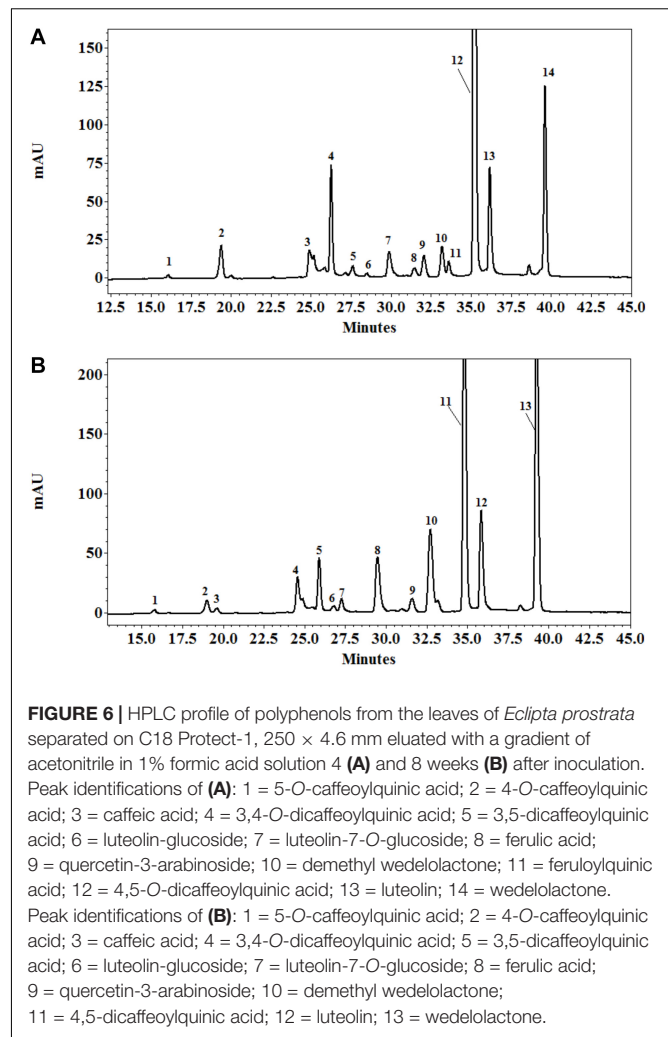 A
150
125
100
75
50
25
0
mAU
12
14
4
13
2
3
7
10
9
11
5
8
6
1
12.5 15.0 17.5 20.0 22.5 25.0 27.5 30.0 32.5 35.0 37.5 40.0 42.5 45.0
Minutes
B
200
150
100
50
0
mAU
11
13
12
10
8
5
4
2
3
6
7
9
1
15.0 17.5 20.0 22.5 25.0 27.5 30.0 32.5 35.0 37.5 40.0 42.5 45.0
Minutes
FIGURE 6 | HPLC profile of polyphenols from the leaves of Eclipta prostrata
separated on C18 Protect-1, 250 × 4.6 mm eluated with a gradient of
acetonitrile in 1% formic acid solution 4 (A) and 8 weeks (B) after inoculation.
Peak identifications of (A): 1 = 5-O-caffeoylquinic acid; 2 = 4-O-caffeoylquinic
acid; 3 = caffeic acid; 4 = 3,4-O-dicaffeoylquinic acid; 5 = 3,5-dicaffeoylquinic
acid; 6 = luteolin-glucoside; 7 = luteolin-7-O-glucoside; 8 = ferulic acid;
9 = quercetin-3-arabinoside; 10 = demethyl wedelolactone; 11 = feruloylquinic
acid; 12 = 4,5-O-dicaffeoylquinic acid; 13 = luteolin; 14 = wedelolactone.
Peak identifications of (B): 1 = 5-O-caffeoylquinic acid; 2 = 4-O-caffeoylquinic
acid; 3 = caffeic acid; 4 = 3,4-O-dicaffeoylquinic acid; 5 = 3,5-dicaffeoylquinic
acid; 6 = luteolin-glucoside; 7 = luteolin-7-O-glucoside; 8 = ferulic acid;
9 = quercetin-3-arabinoside; 10 = demethyl wedelolactone;
11 = 4,5-dicaffeoylquinic acid; 12 = luteolin; 13 = wedelolactone.